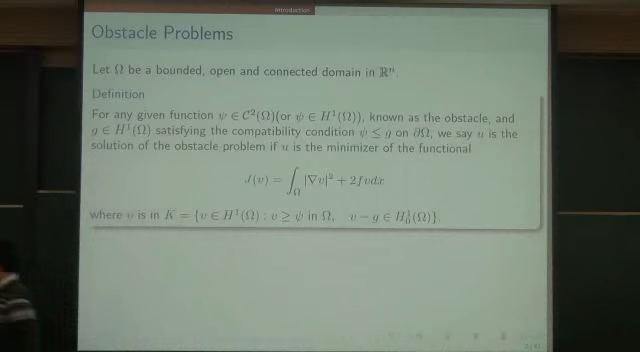 Introduction
Obstacle Problems
Let Ω be a bounded, open and connected domain in ℝⁿ.
Definition
For any given function ψ ∈ C²(Ω)(or ψ ∈ H¹(Ω)), known as the obstacle, and
g ∈ H¹(Ω) satisfying the compatibility condition ψ ≤ g on ∂Ω, we say u is the
solution of the obstacle problem if u is the minimizer of the functional
J(v) = ∫_Ω |∇v|² + 2fvdx
where v is in K = {v ∈ H¹(Ω) : v ≥ ψ in Ω, v − g ∈ H¹₀(Ω)}.